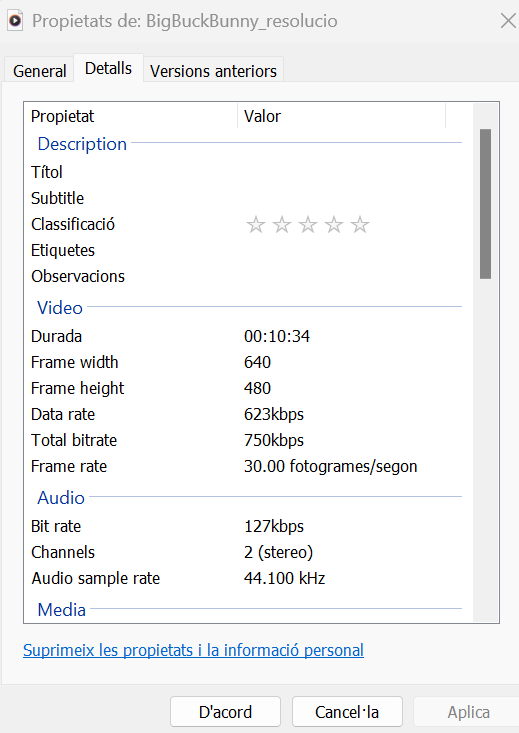 Propietats de: BigBuckBunny_resolucio
General Detalls Versions anteriors
Propietat Valor
Description
Títol
Subtitle
Classificació
Etiquetes
Observacions
Video
Durada 00:10:34
Frame width 640
Frame height 480
Data rate 623kbps
Total bitrate 750kbps
Frame rate 30.00 fotogrames/segon
Audio
Bit rate 127kbps
Channels 2 (stereo)
Audio sample rate 44.100 kHz
Media
Suprimeix les propietats i la informació personal
D'acord Cancel·la Aplica